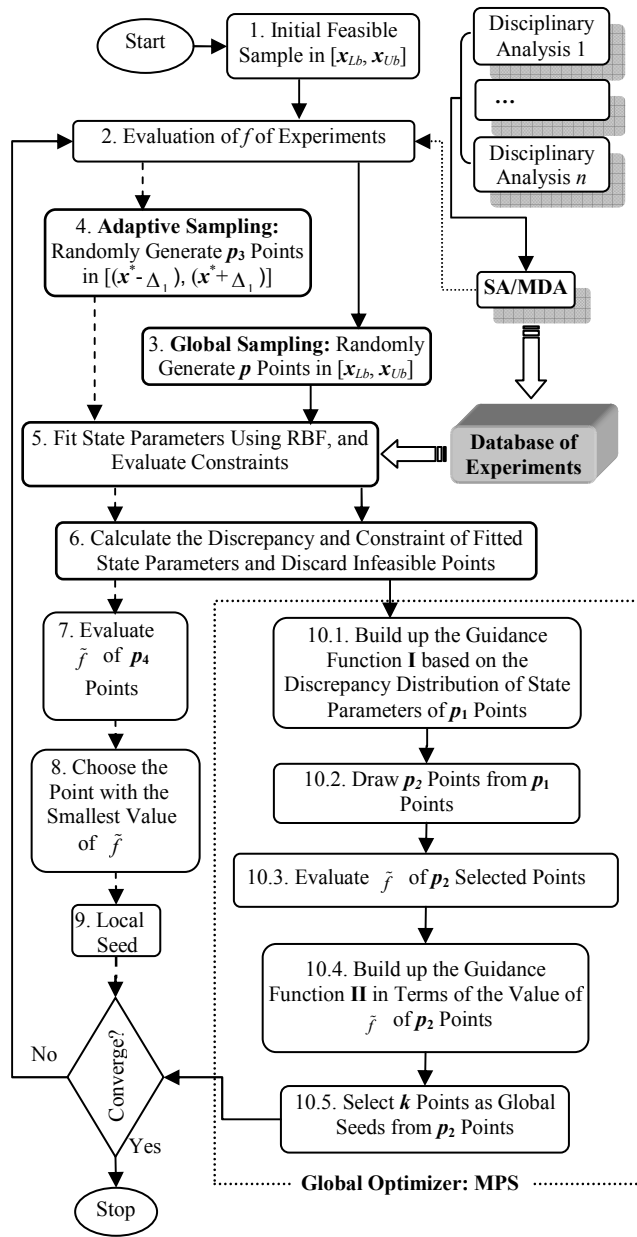 Start
1. Initial Feasible
Sample in [x_Lb, x_Ub]
Disciplinary
Analysis 1
...
Disciplinary
Analysis n
2. Evaluation of f of Experiments
4. Adaptive Sampling:
Randomly Generate p₃ Points
in [(x*-Δ₁), (x*+Δ₁)]
SA/MDA
3. Global Sampling: Randomly
Generate p Points in [x_Lb, x_Ub]
Database of
Experiments
5. Fit State Parameters Using RBF, and
Evaluate Constraints
6. Calculate the Discrepancy and Constraint of Fitted
State Parameters and Discard Infeasible Points
7. Evaluate
f̃ of p₄
Points
8. Choose the
Point with the
Smallest Value
of f̃
9. Local
Seed
10.1. Build up the Guidance
Function I based on the
Discrepancy Distribution of State
Parameters of p₁ Points
10.2. Draw p₂ Points from p₁
Points
10.3. Evaluate f̃ of p₂ Selected Points
10.4. Build up the Guidance
Function II in Terms of the Value of
f̃ of p₂ Points
10.5. Select k Points as Global
Seeds from p₂ Points
No
Converge?
Yes
Global Optimizer: MPS
Stop